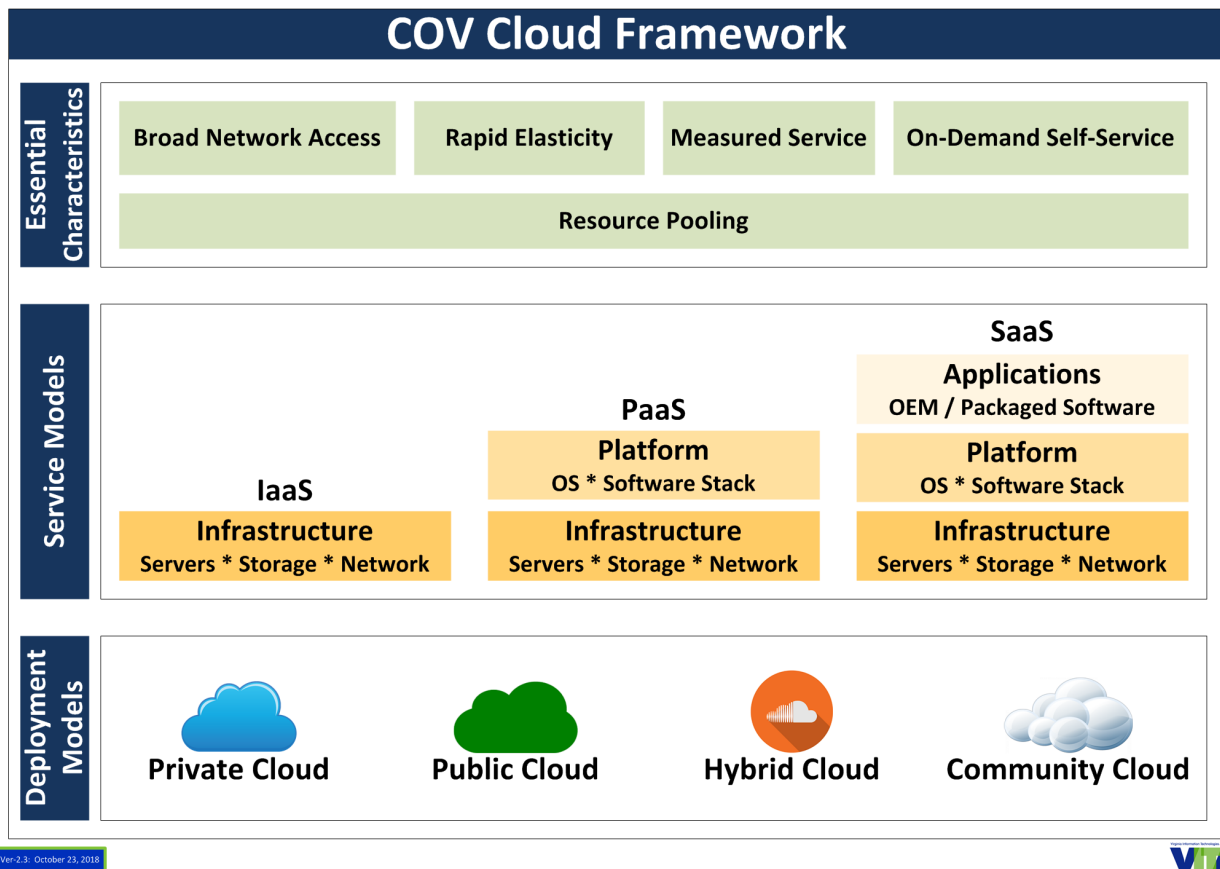 COV Cloud Framework
Essential
Characteristics
Broad Network Access
Rapid Elasticity
Measured Service
On-Demand Self-Service
Resource Pooling
Service Models
IaaS
Infrastructure
Servers * Storage * Network
PaaS
Platform
OS * Software Stack
Infrastructure
Servers * Storage * Network
SaaS
Applications
OEM / Packaged Software
Platform
OS * Software Stack
Infrastructure
Servers * Storage * Network
Deployment
Models
Private Cloud
Public Cloud
Hybrid Cloud
Community Cloud
Ver-2.3: October 23, 2018
Virginia Information Technologies